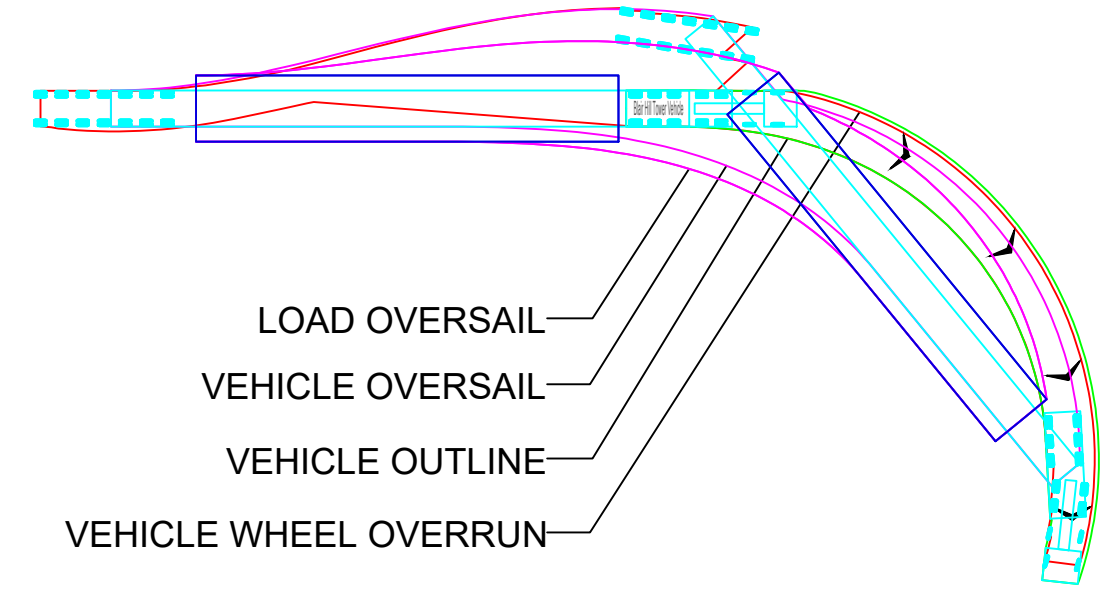 Blair Hill Tower Vehicle
LOAD OVERSAIL
VEHICLE OVERSAIL
VEHICLE OUTLINE
VEHICLE WHEEL OVERRUN